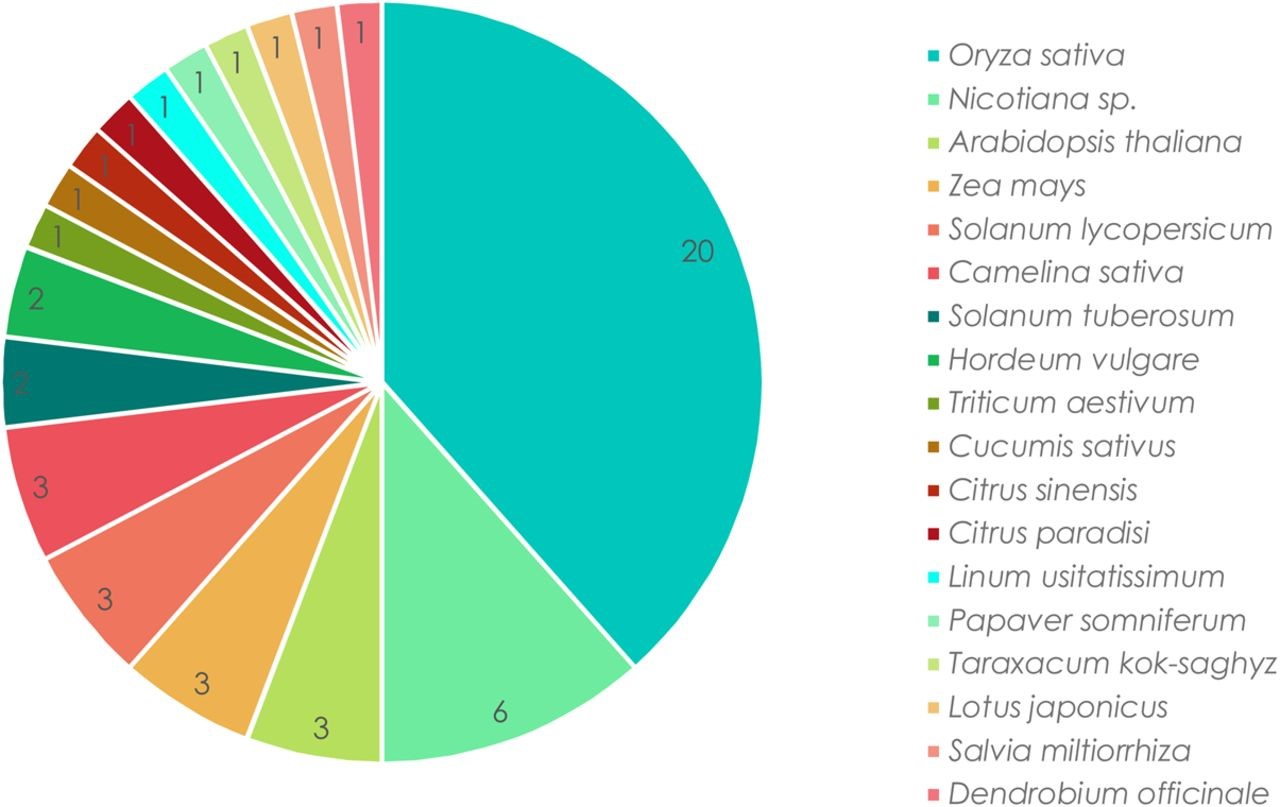 20
6
3
3
3
3
2
2
1
1
1
1
1
1
1
1
1
1
Oryza sativa
Nicotiana sp.
Arabidopsis thaliana
Zea mays
Solanum lycopersicum
Camelina sativa
Solanum tuberosum
Hordeum vulgare
Triticum aestivum
Cucumis sativus
Citrus sinensis
Citrus paradisi
Linum usitatissimum
Papaver somniferum
Taraxacum kok-saghyz
Lotus japonicus
Salvia miltiorrhiza
Dendrobium officinale